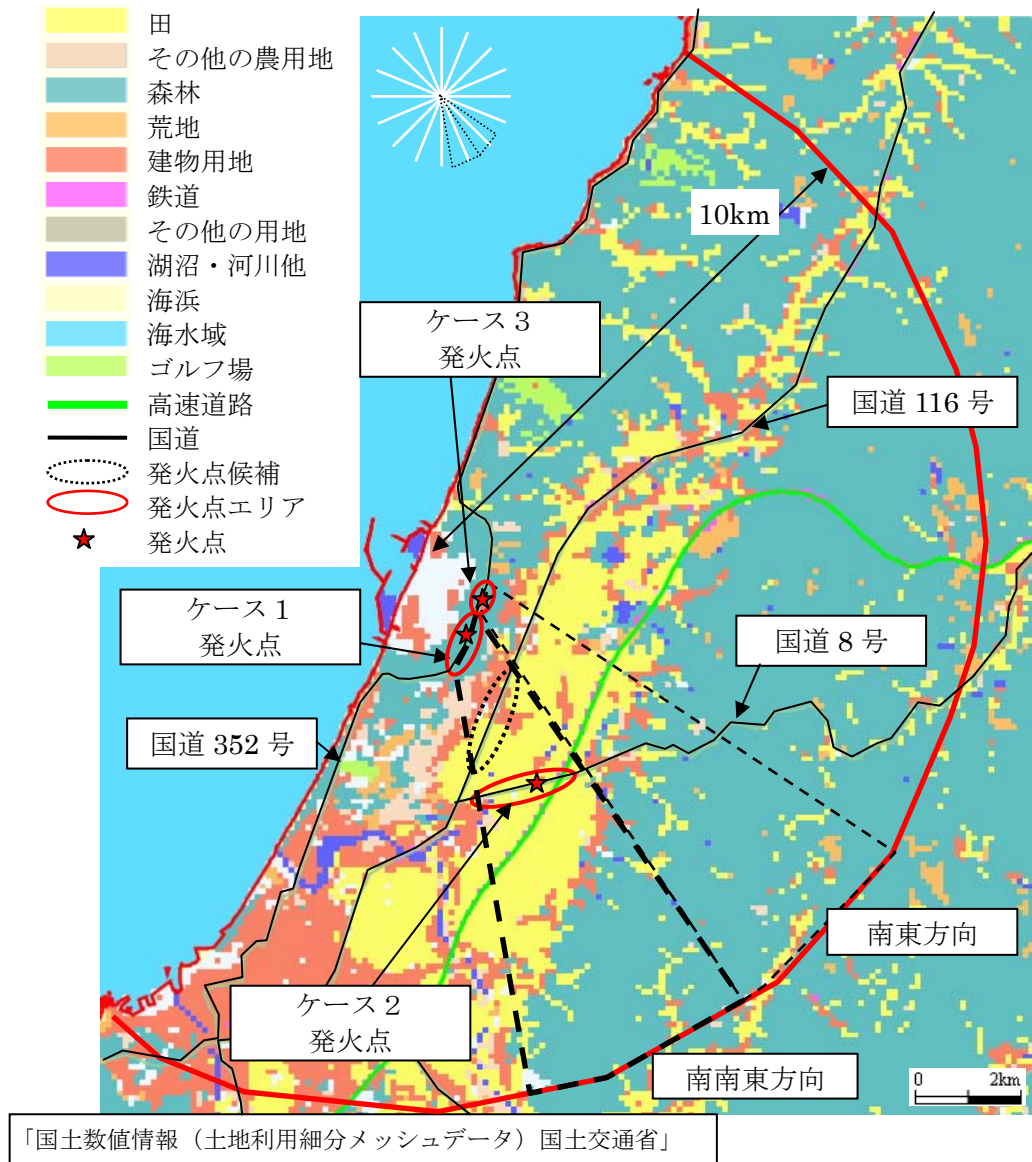 田
その他の農用地
森林
荒地
建物用地
鉄道
その他の用地
湖沼・河川他
海浜
海水域
ゴルフ場
高速道路
国道
発火点候補
発火点エリア
発火点
10km
ケース３
発火点
国道 116 号
ケース１
発火点
国道 8 号
国道 352 号
南東方向
ケース２
発火点
南南東方向
0 2km
「国土数値情報（土地利用細分メッシュデータ）国土交通省」